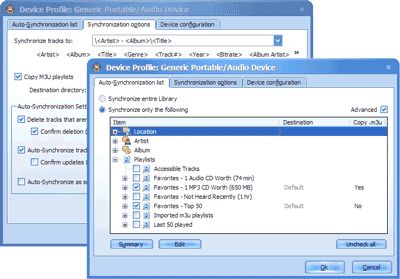 Device Profile: Generic Portable/Audio Device
Auto-Synchronization list
Synchronization options
Device configuration
Synchronize tracks to:
\<Artist> - <Album>\<Title>
<Artist> <Album> <Title> <Genre> <Track#> <Year> <Bitrate> <Album Artist> »
Copy M3U playlists
Destination directory:
Auto-Synchronization
Delete tracks that are
Confirm deletion
Auto-Synchronize
Confirm updates
Auto-Synchronize as
Device Profile: Generic Portable/Audio Device
Auto-Synchronization list
Synchronization options
Device configuration
Synchronize entire Library
Synchronize only the following
Advanced
Item
Destination
Copy .m3u
Location
Artist
Album
Playlists
Accessible Tracks
Favorites - 1 Audio CD Worth (74 min)
Favorites - 1 MP3 CD Worth (650 MB) Default Yes
Favorites - Not Heard Recently (1 hr)
Favorites - Top 50 Default No
Imported m3u playlists
Last 50 played
Summary
Edit
Uncheck all
Ok
Cancel